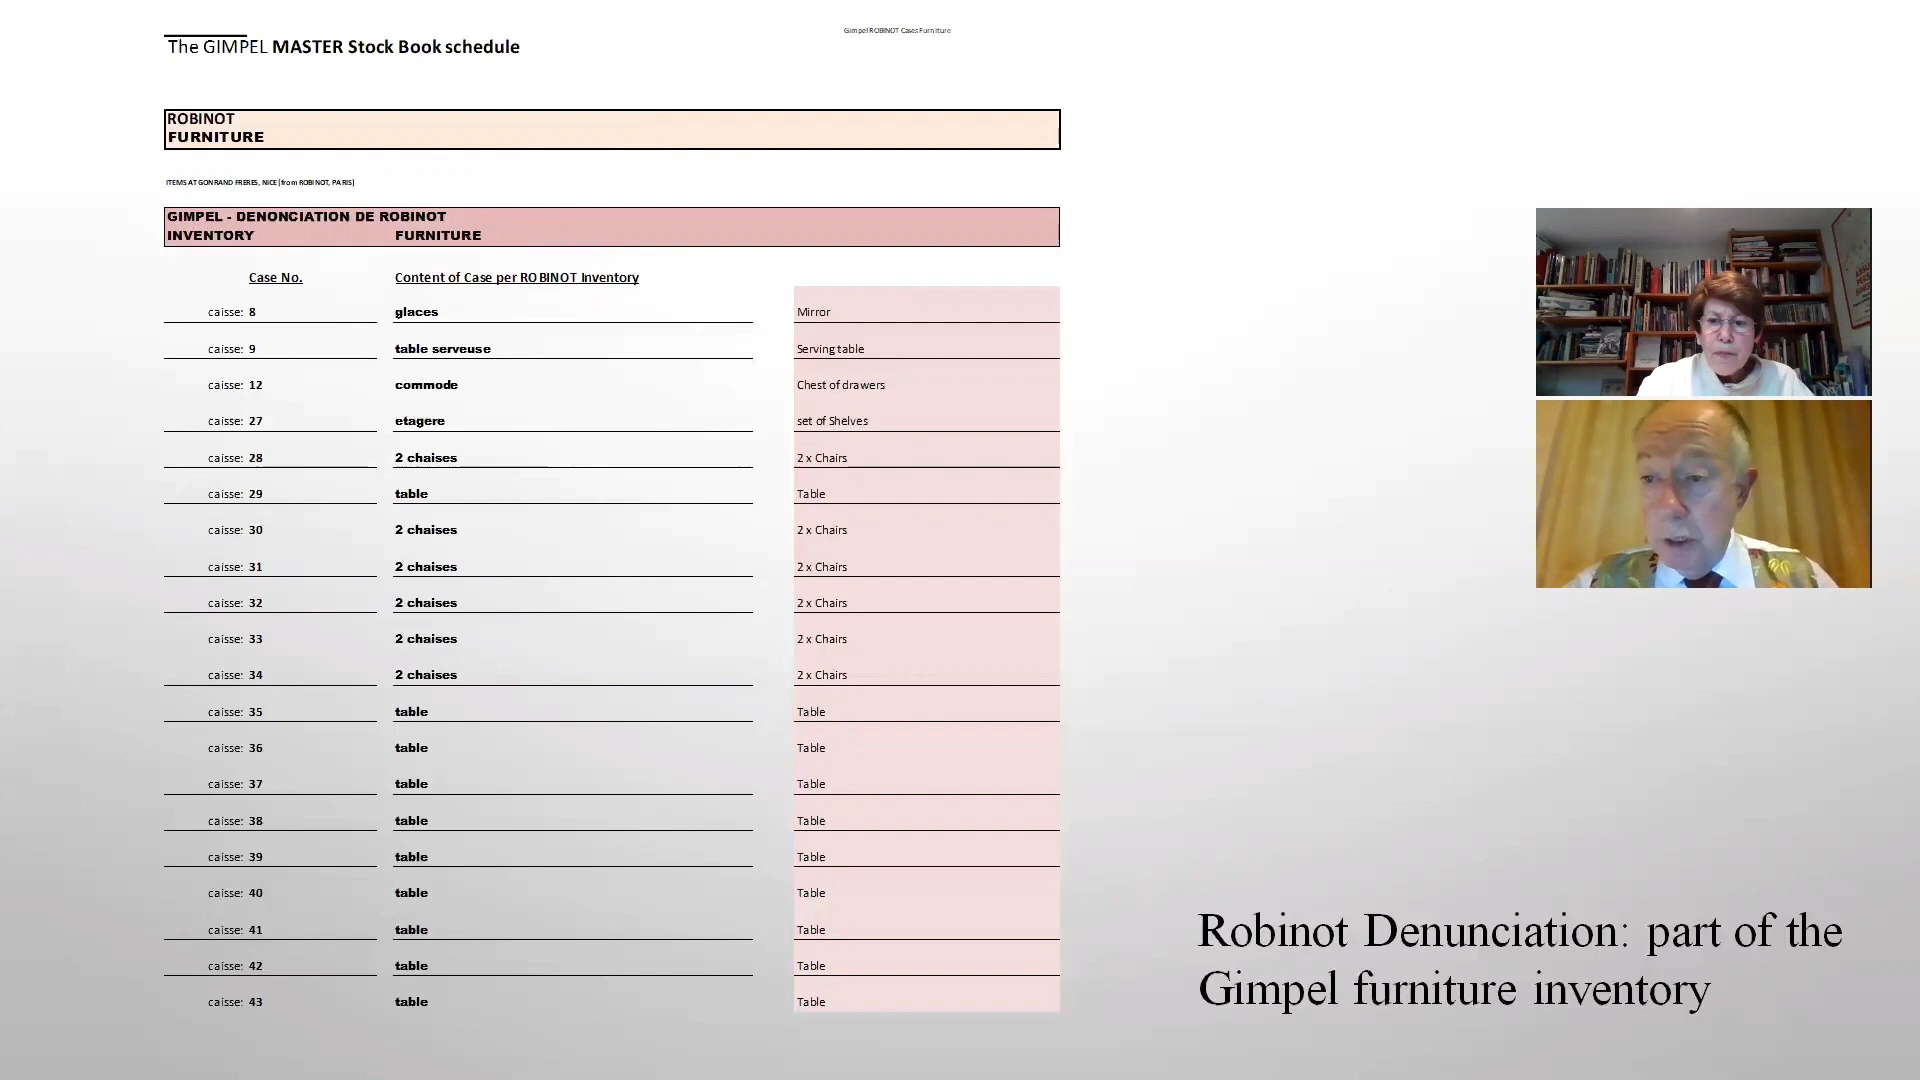 Gimpel ROBINOT Cases Furniture
The GIMPEL MASTER Stock Book schedule
ROBINOT
FURNITURE
ITEMS AT GONRAND FRERES, NICE (from ROBINOT, PARIS)
GIMPEL - DENONCIATION DE ROBINOT
INVENTORY FURNITURE
Case No. Content of Case per ROBINOT Inventory
caisse: 8 glaces Mirror
caisse: 9 table serveuse Serving table
caisse: 12 commode Chest of drawers
caisse: 27 etagere set of Shelves
caisse: 28 2 chaises 2 x Chairs
caisse: 29 table Table
caisse: 30 2 chaises 2 x Chairs
caisse: 31 2 chaises 2 x Chairs
caisse: 32 2 chaises 2 x Chairs
caisse: 33 2 chaises 2 x Chairs
caisse: 34 2 chaises 2 x Chairs
caisse: 35 table Table
caisse: 36 table Table
caisse: 37 table Table
caisse: 38 table Table
caisse: 39 table Table
caisse: 40 table Table
caisse: 41 table Table
caisse: 42 table Table
caisse: 43 table Table
Robinot Denunciation: part of the
Gimpel furniture inventory